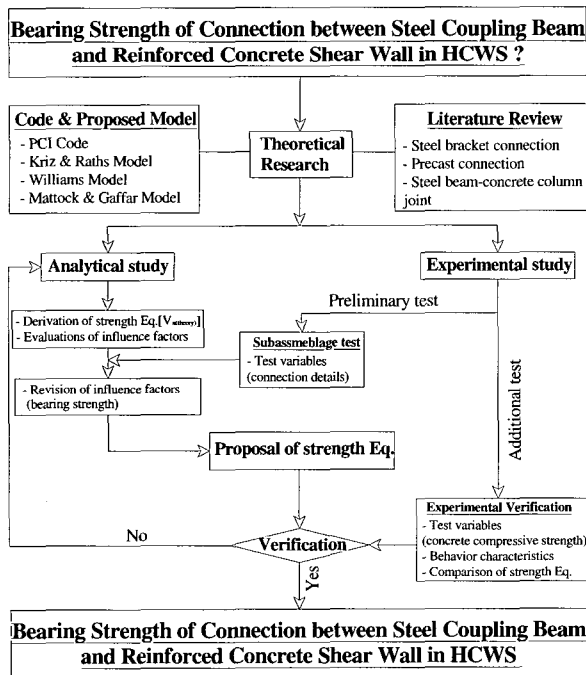 Bearing Strength of Connection between Steel Coupling Beam
and Reinforced Concrete Shear Wall in HCWS ?
Code & Proposed Model
- PCI Code
- Kriz & Raths Model
- Williams Model
- Mattock & Gaffar Model
Theoretical
Research
Literature Review
- Steel bracket connection
- Precast connection
- Steel beam-concrete column
joint
Analytical study
Experimental study
Preliminary test
- Derivation of strength Eq.[V
- Evaluations of influence factors
Subassmeblage test
- Test variables
(connection details)
- Revision of influence factors
(bearing strength)
Additional test
Proposal of strength Eq.
Experimental Verification
- Test variables
(concrete compressive strength)
- Behavior characteristics
- Comparison of strength Eq.
No
Verification
Yes
Bearing Strength of Connection between Steel Coupling Beam
and Reinforced Concrete Shear Wall in HCWS